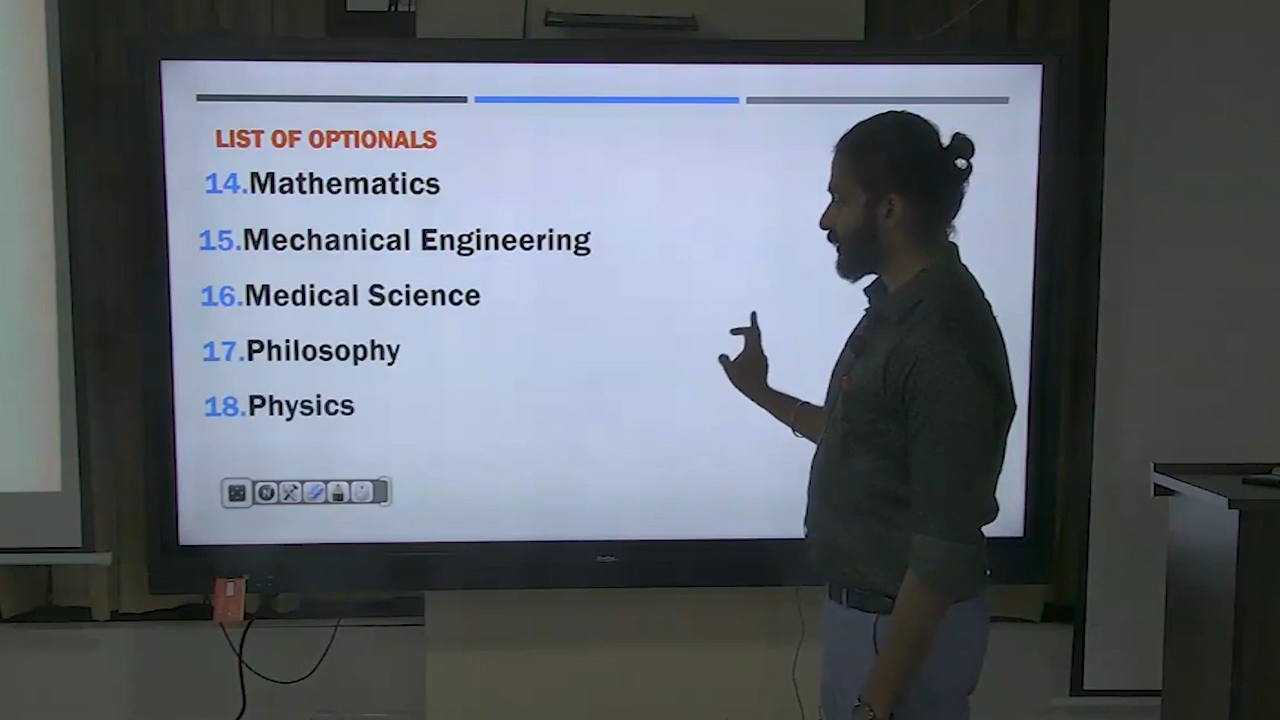 LIST OF OPTIONALS
14.Mathematics
15.Mechanical Engineering
16.Medical Science
17.Philosophy
18.Physics